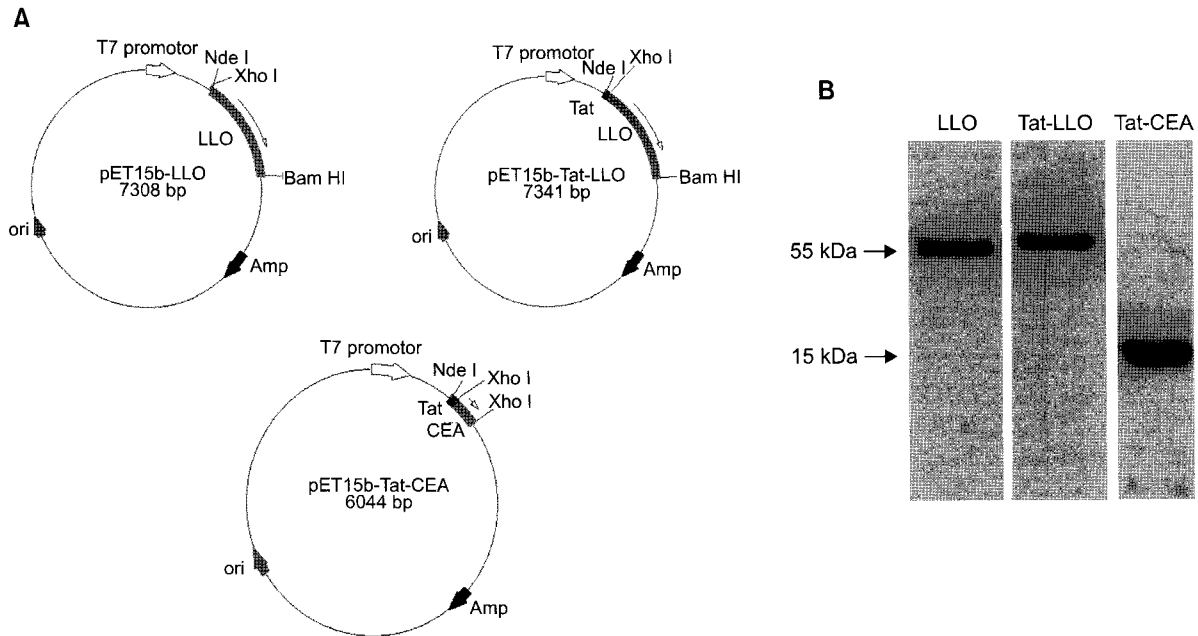 A
T7 promotor
Nde I
Xho I
LLO
pET15b-LLO
7308 bp
Bam HI
ori
Amp
T7 promotor
Xho I
Nde I
Tat
LLO
pET15b-Tat-LLO
7341 bp
Bam HI
ori
Amp
T7 promotor
Nde I
Xho I
Xho I
Tat
CEA
pET15b-Tat-CEA
6044 bp
ori
Amp
B
LLO Tat-LLO Tat-CEA
55 kDa
15 kDa